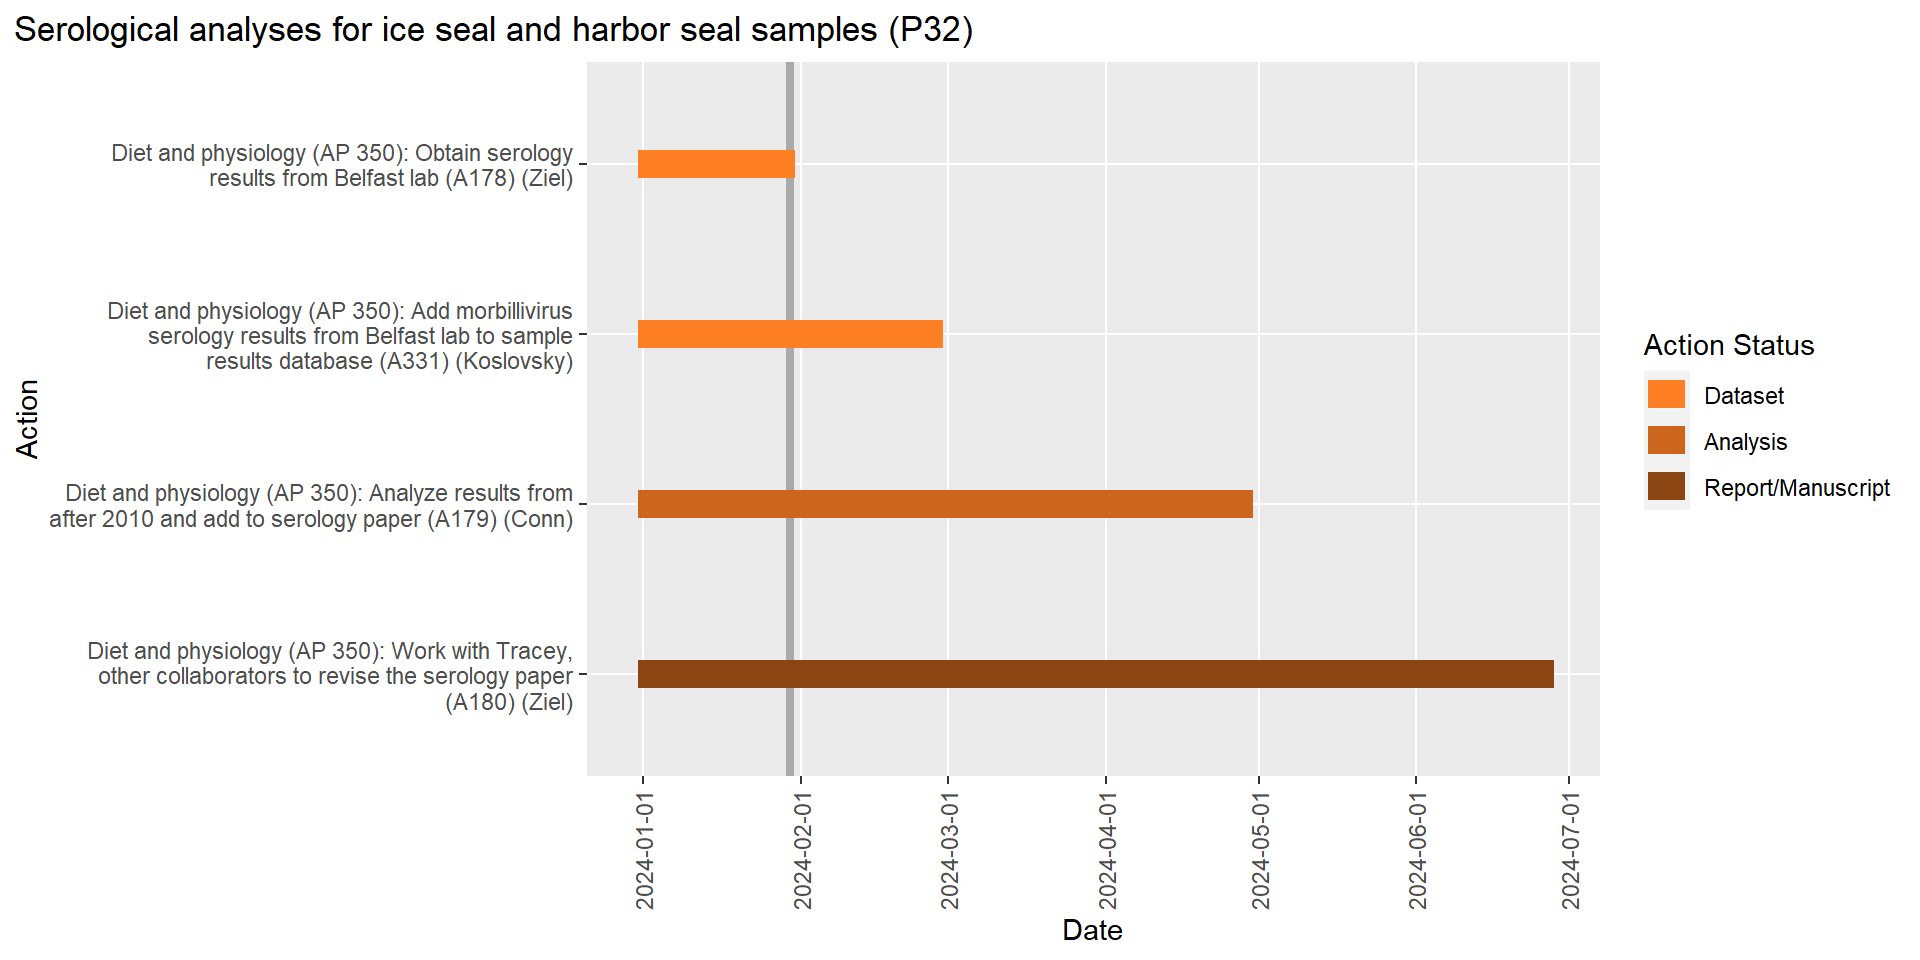 Serological analyses for ice seal and harbor seal samples (P32)
Action
Diet and physiology (AP 350): Obtain serology
results from Belfast lab (A178) (Ziel)
Diet and physiology (AP 350): Add morbillivirus
serology results from Belfast lab to sample
results database (A331) (Koslovsky)
Diet and physiology (AP 350): Analyze results from
after 2010 and add to serology paper (A179) (Conn)
Diet and physiology (AP 350): Work with Tracey,
other collaborators to revise the serology paper
(A180) (Ziel)
2024-01-01
2024-02-01
2024-03-01
2024-04-01
2024-05-01
2024-06-01
2024-07-01
Date
Action Status
Dataset
Analysis
Report/Manuscript